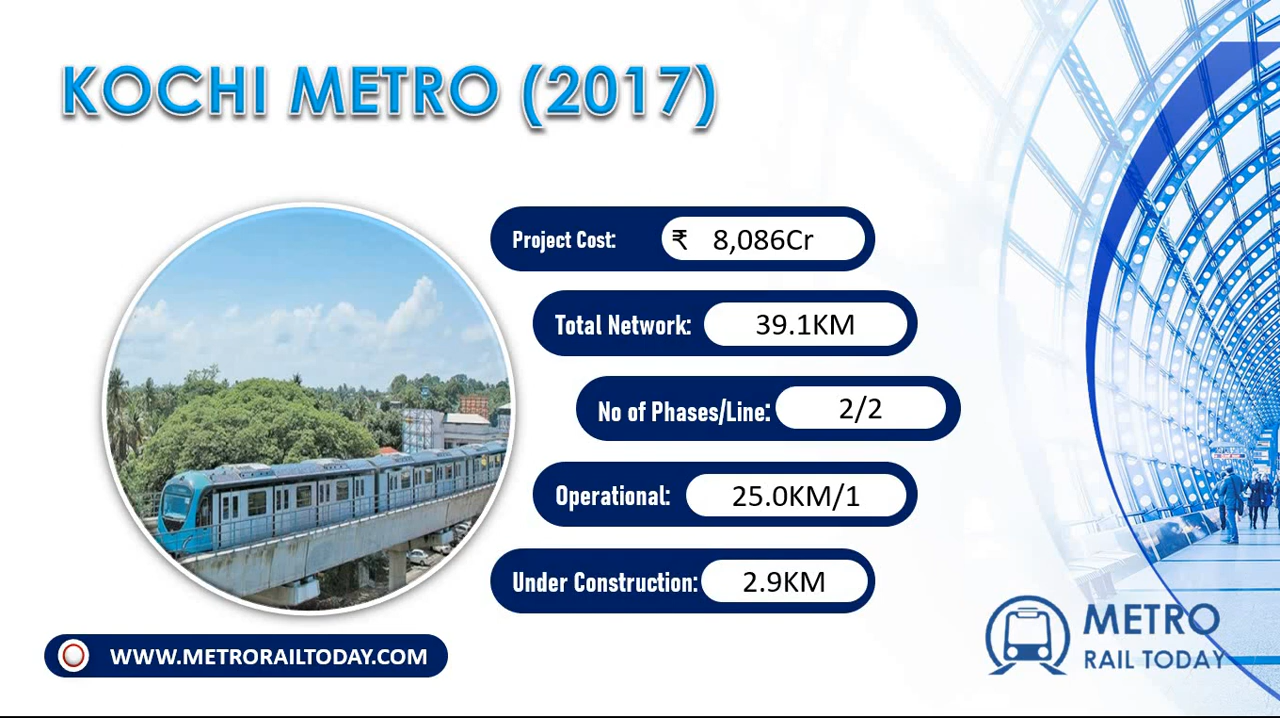 KOCHI METRO (2017)
Project Cost: ₹ 8,086Cr
Total Network: 39.1KM
No of Phases/Line: 2/2
Operational: 25.0KM/1
Under Construction: 2.9KM
WWW.METRORAILTODAY.COM
METRO
RAIL TODAY